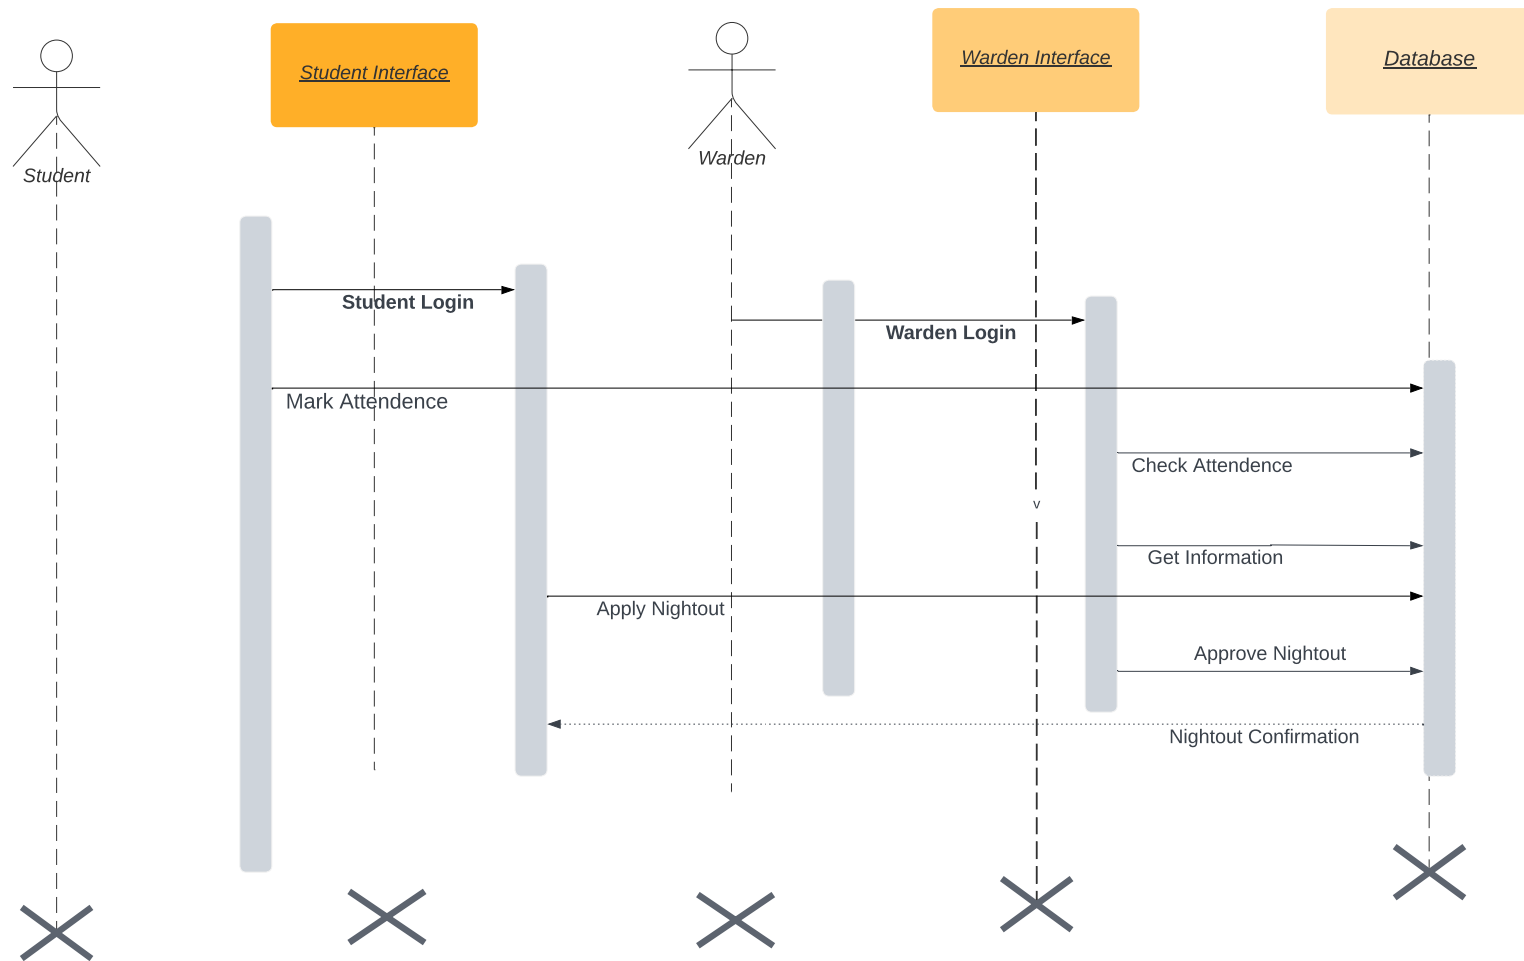 Student Interface
Warden Interface
Database
Warden
Student
Student Login
Warden Login
Mark Attendence
Check Attendence
v
Get Information
Apply Nightout
Approve Nightout
Nightout Confirmation